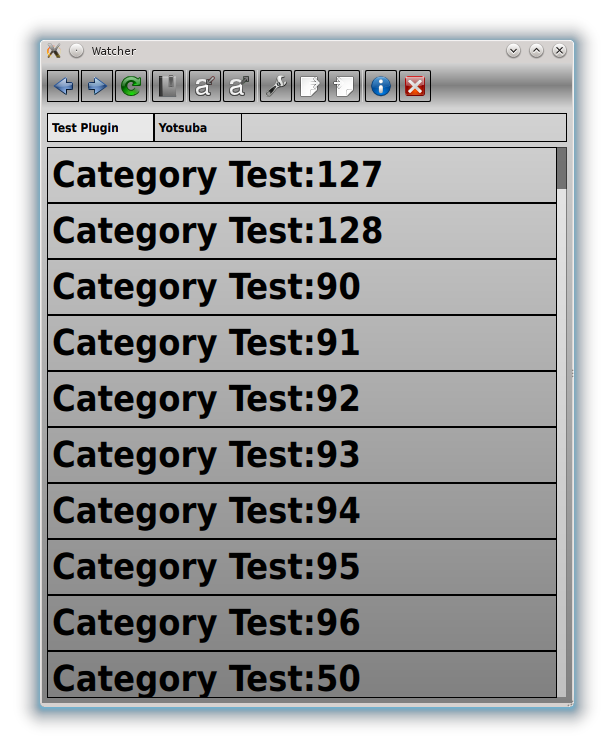 Watcher
a a
Test Plugin Yotsuba
Category Test:127
Category Test:128
Category Test:90
Category Test:91
Category Test:92
Category Test:93
Category Test:94
Category Test:95
Category Test:96
Category Test:50